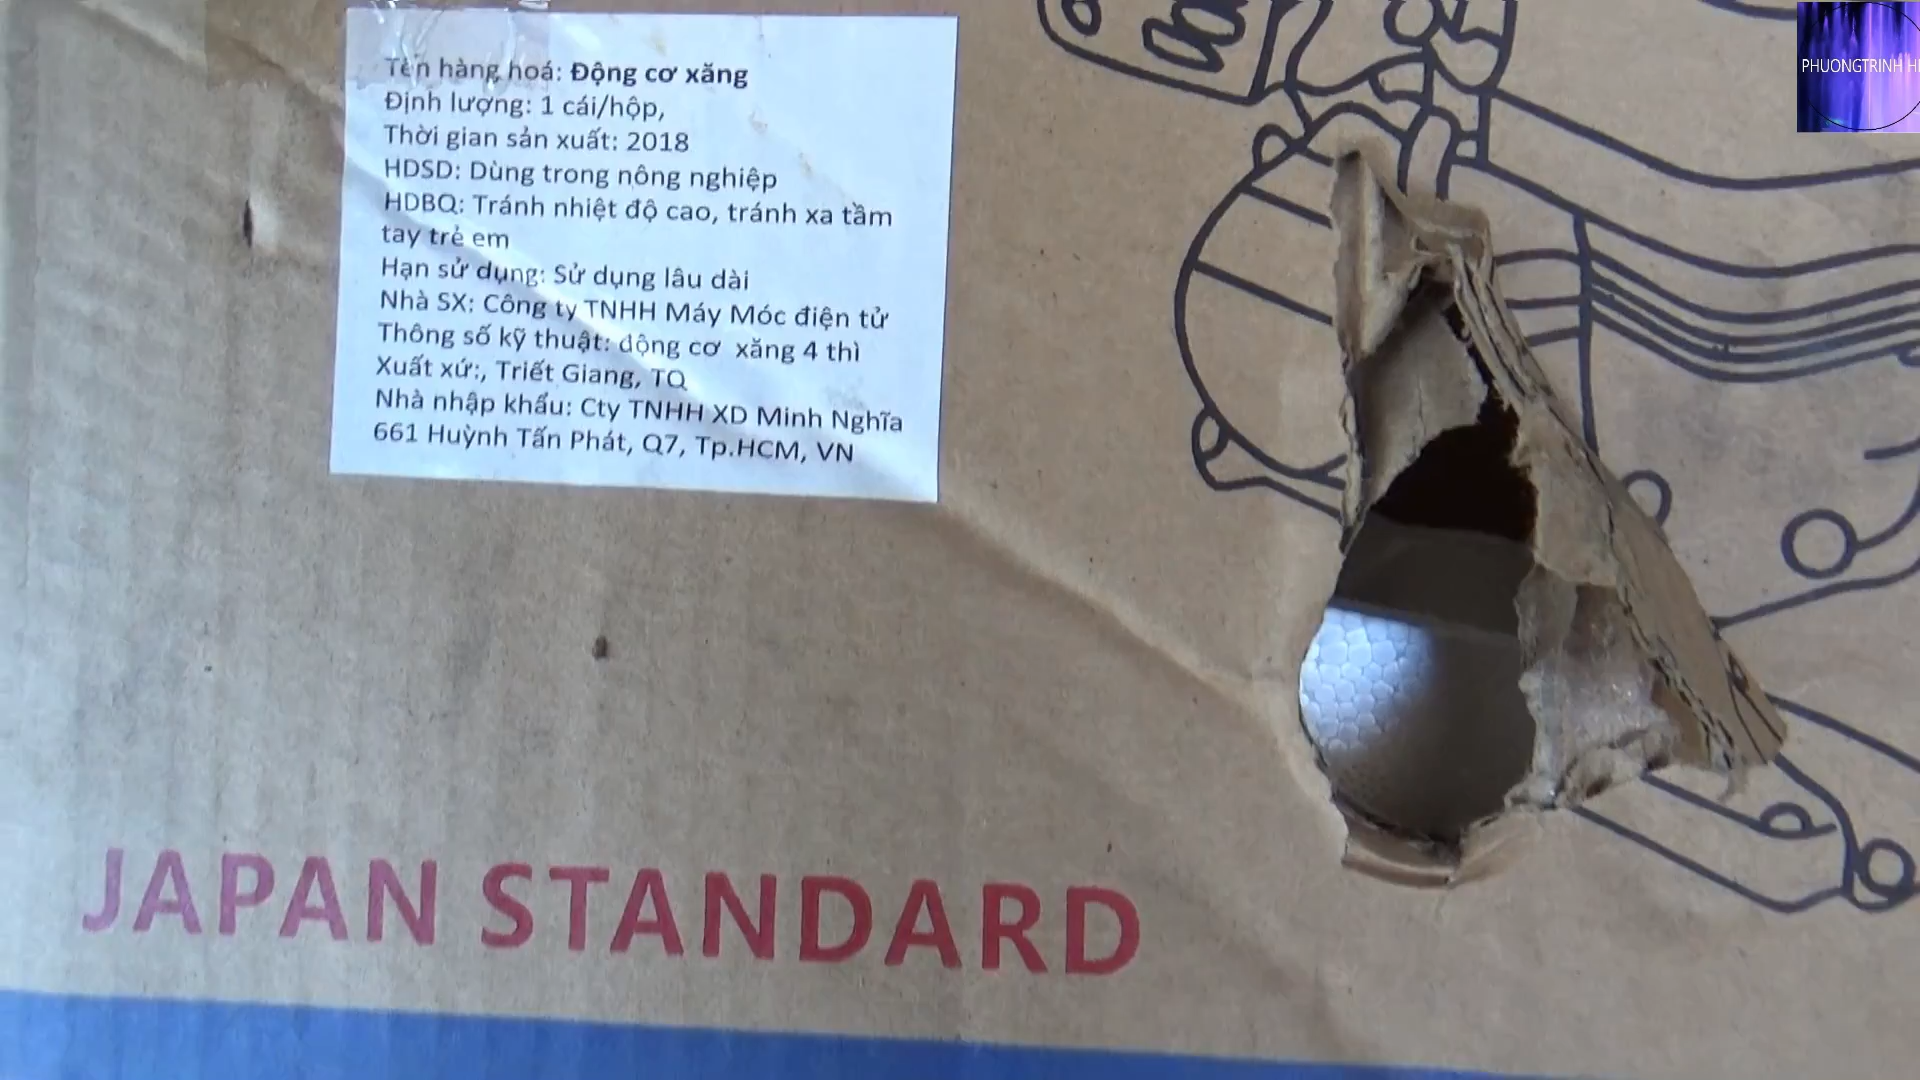 PHUONGTRINH H
Tên hàng hoá: Động cơ xăng
Định lượng: 1 cái/hộp,
Thời gian sản xuất: 2018
HDSD: Dùng trong nông nghiệp
HDBQ: Tránh nhiệt độ cao, tránh xa tầm
tay trẻ em
Hạn sử dụng: Sử dụng lâu dài
Nhà SX: Công ty TNHH Máy Móc điện tử
Thông số kỹ thuật: động cơ xăng 4 thì
Xuất xứ:, Triết Giang, TQ
Nhà nhập khẩu: Cty TNHH XD Minh Nghĩa
661 Huỳnh Tấn Phát, Q7, Tp.HCM, VN
JAPAN STANDARD